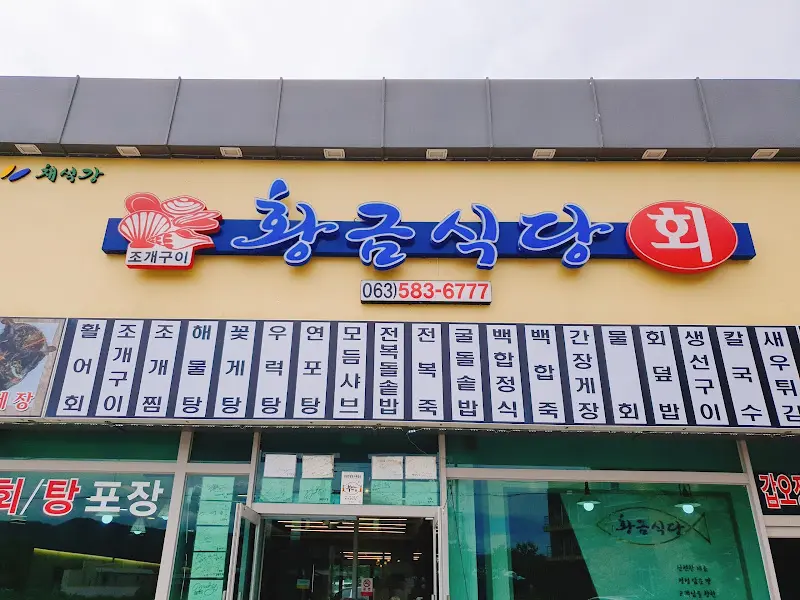 채석강
조개구이
황금식당
회
063)583-6777
활어회
조개구이
조개찜
해물탕
꽃게탕
우럭탕
연포탕
모듬샤브
전복돌솥밥
전복죽
굴돌솥밥
백합정식
백합죽
간장게장
물회
회덮밥
생선구이
칼국수
새우튀김
게장
회/탕 포장
황금식당
갑오